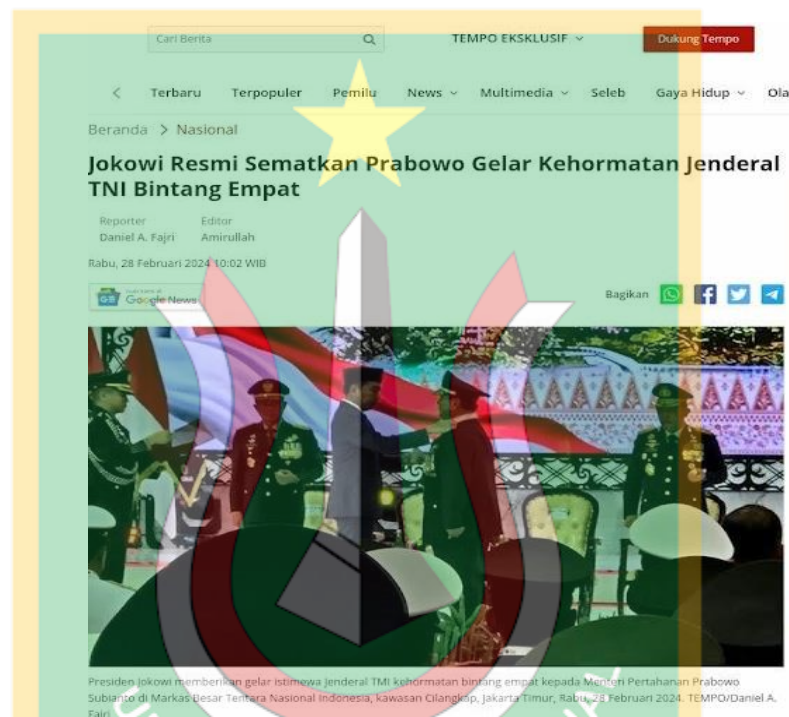 Cari Berita
TEMPO EKSKLUSIF
Dukung Tempo
Terbaru Terpopuler Pemilu News Multimedia Seleb Gaya Hidup Ola
Beranda > Nasional
Jokowi Resmi Sematkan Prabowo Gelar Kehormatan Jenderal
TNI Bintang Empat
Reporter Editor
Daniel A. Fajri Amirullah
Rabu, 28 Februari 2024 10:02 WIB
Google News
Bagikan
Presiden Jokowi memberikan gelar istimewa Jenderal TMI kehormatan bintang empat kepada Menteri Pertahanan Prabowo
Subianto di Markas Besar Tentara Nasional Indonesia, kawasan Cilangkap, Jakarta Timur, Rabu, 28 Februari 2024. TEMPO/Daniel A.
Fajri